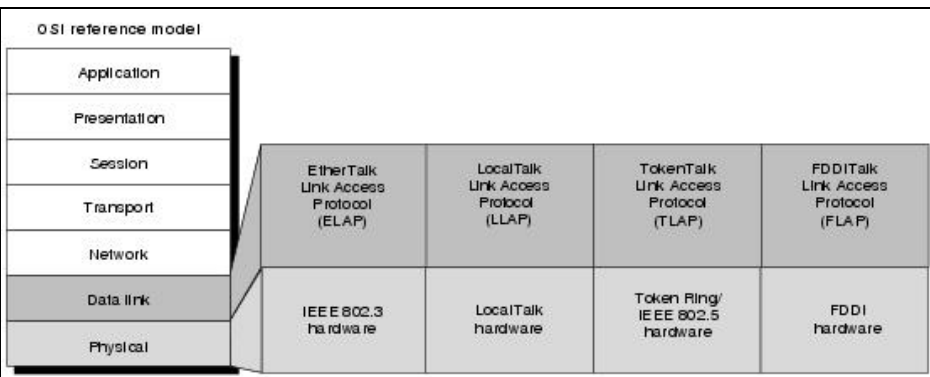 OSI reference model
Application
Presentation
Session
Transport
Network
Data link
Physical
EtherTalk
Link Access
Protocol
(ELAP)
LocalTalk
Link Access
Protocol
(LLAP)
TokenTalk
Link Access
Protocol
(TLAP)
FDDITalk
Link Access
Protocol
(FLAP)
IEEE 802.3
hardware
LocalTalk
hardware
Token Ring/
IEEE 802.5
hardware
FDDI
hardware